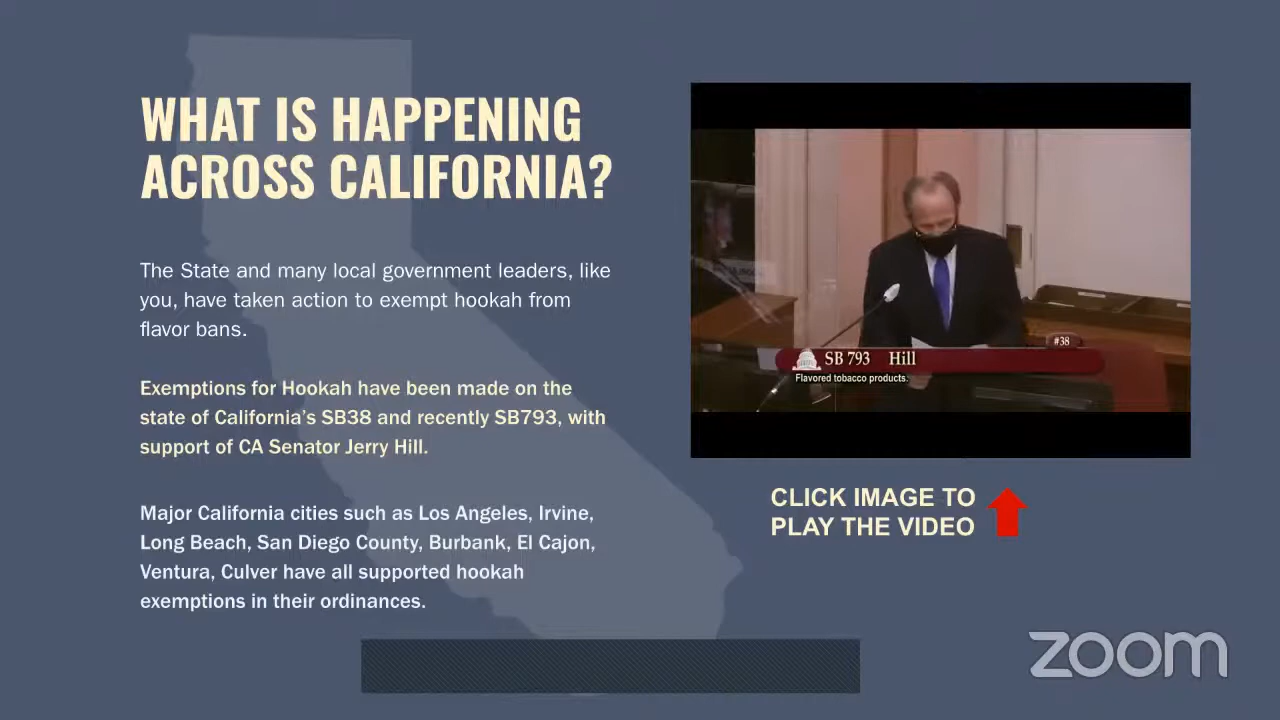 WHAT IS HAPPENING
ACROSS CALIFORNIA?
The State and many local government leaders, like
you, have taken action to exempt hookah from
flavor bans.
Exemptions for Hookah have been made on the
state of California's SB38 and recently SB793, with
support of CA Senator Jerry Hill.
Major California cities such as Los Angeles, Irvine,
Long Beach, San Diego County, Burbank, El Cajon,
Ventura, Culver have all supported hookah
exemptions in their ordinances.
#38
SB 793 Hill
Flavored tobacco products.
CLICK IMAGE TO
PLAY THE VIDEO
zoom